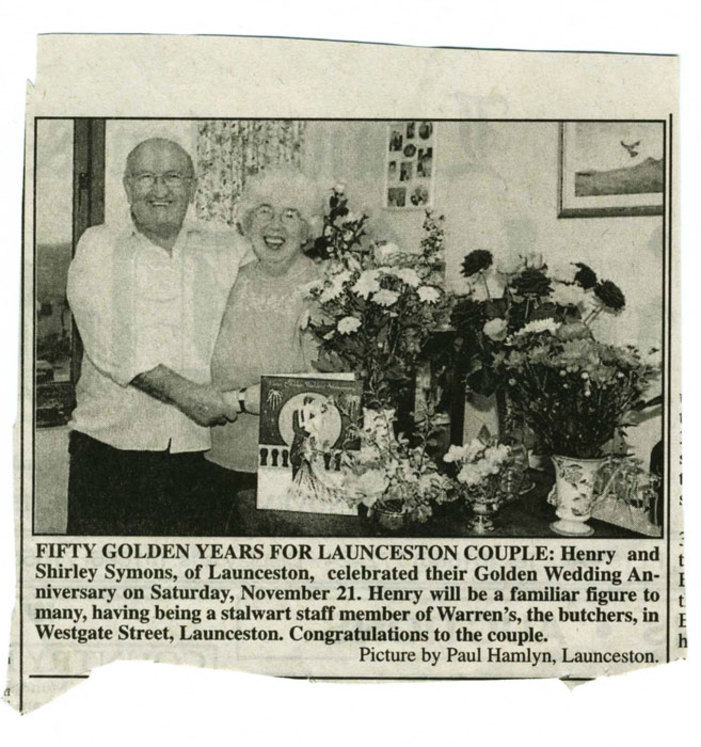 FIFTY GOLDEN YEARS FOR LAUNCESTON COUPLE: Henry and
Shirley Symons, of Launceston, celebrated their Golden Wedding An-
niversary on Saturday, November 21. Henry will be a familiar figure to
many, having being a stalwart staff member of Warren's, the butchers, in
Westgate Street, Launceston. Congratulations to the couple.
Picture by Paul Hamlyn, Launceston.